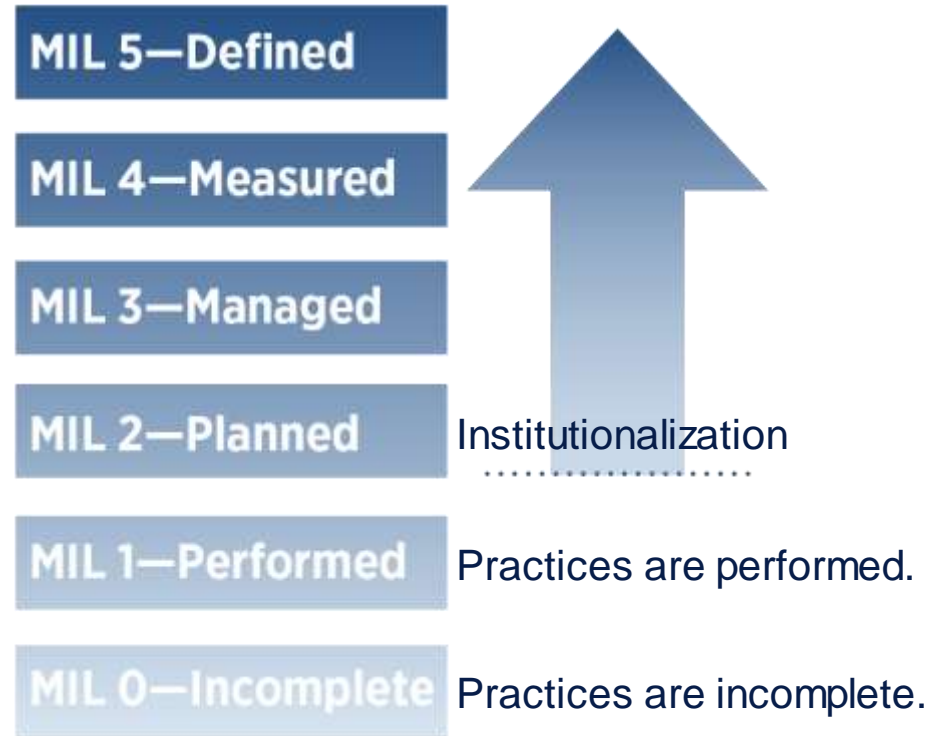 MIL 5—Defined
MIL 4—Measured
MIL 3—Managed
MIL 2—Planned Institutionalization
MIL 1—Performed Practices are performed.
MIL 0—Incomplete Practices are incomplete.